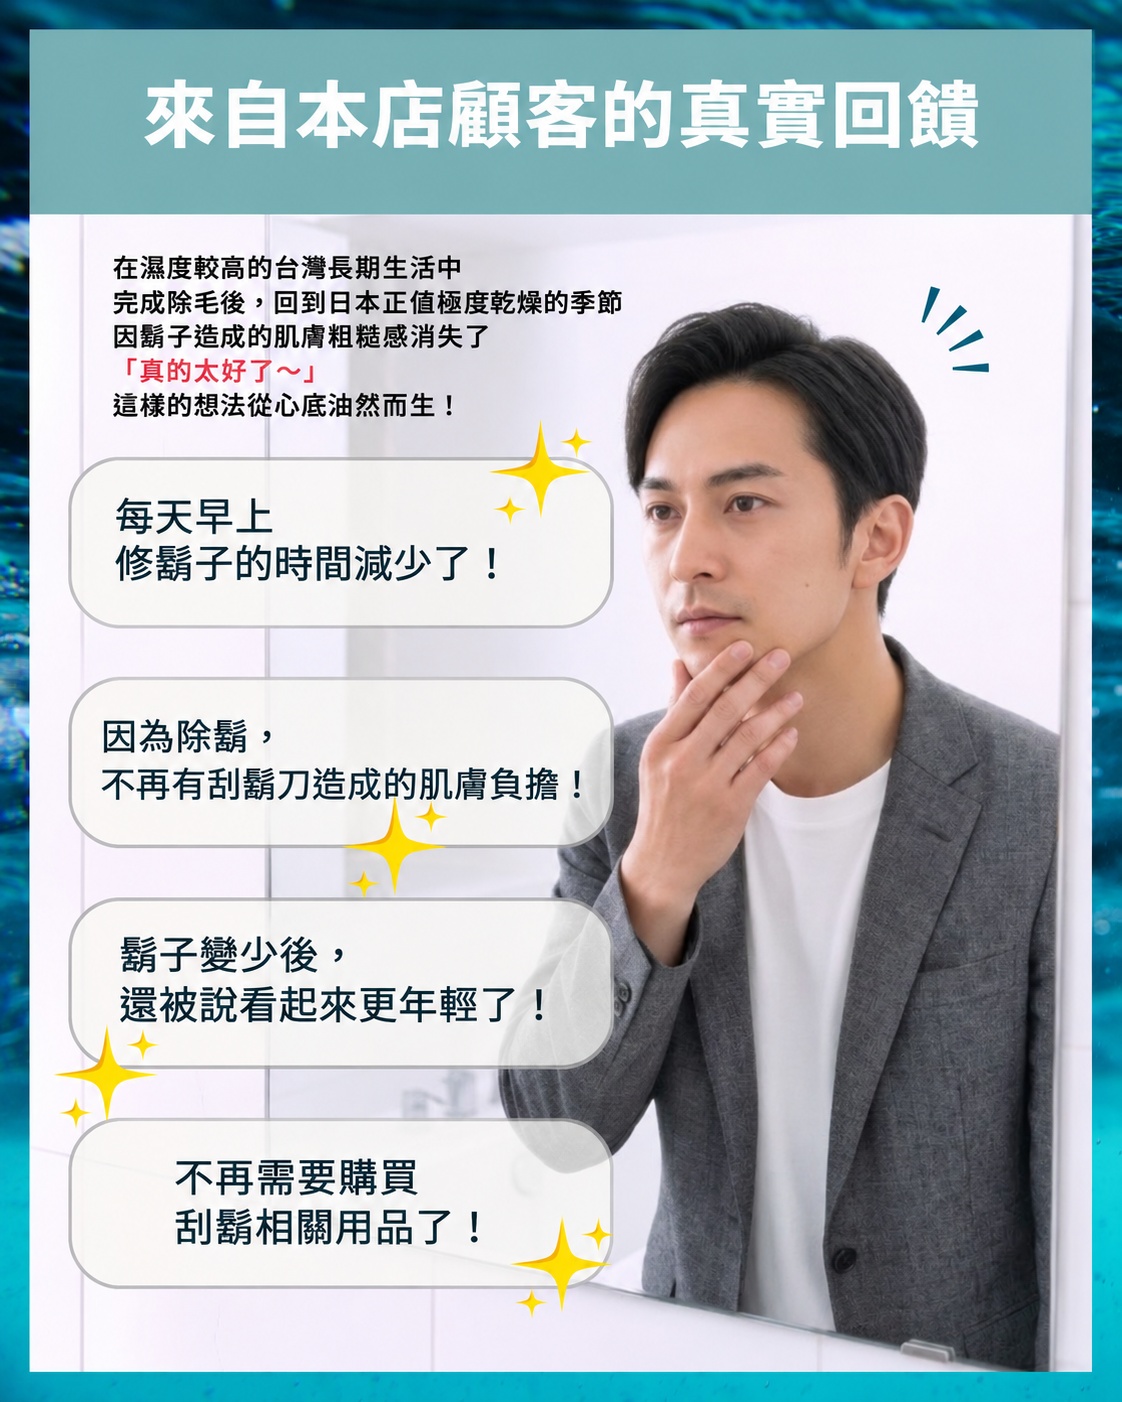 來自本店顧客的真實回饋
在濕度較高的台灣長期生活中
完成除毛後，回到日本正值極度乾燥的季節
因鬍子造成的肌膚粗糙感消失了
「真的太好了～」
這樣的想法從心底油然而生！
每天早上
修鬍子的時間減少了！
因為除鬍，
不再有刮鬍刀造成的肌膚負擔！
鬍子變少後，
還被說看起來更年輕了！
不再需要購買
刮鬍相關用品了！